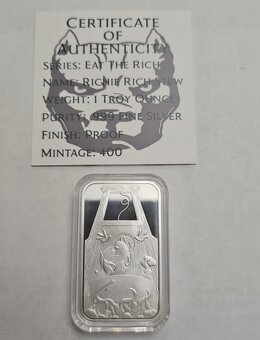 Certificate
of
Authenticity
Series: Eat The Rich
Name: Richie Rich Stew
Weight: 1 Troy Ounce
Purity: .999 Fine Silver
Finish: Proof
Mintage: 400